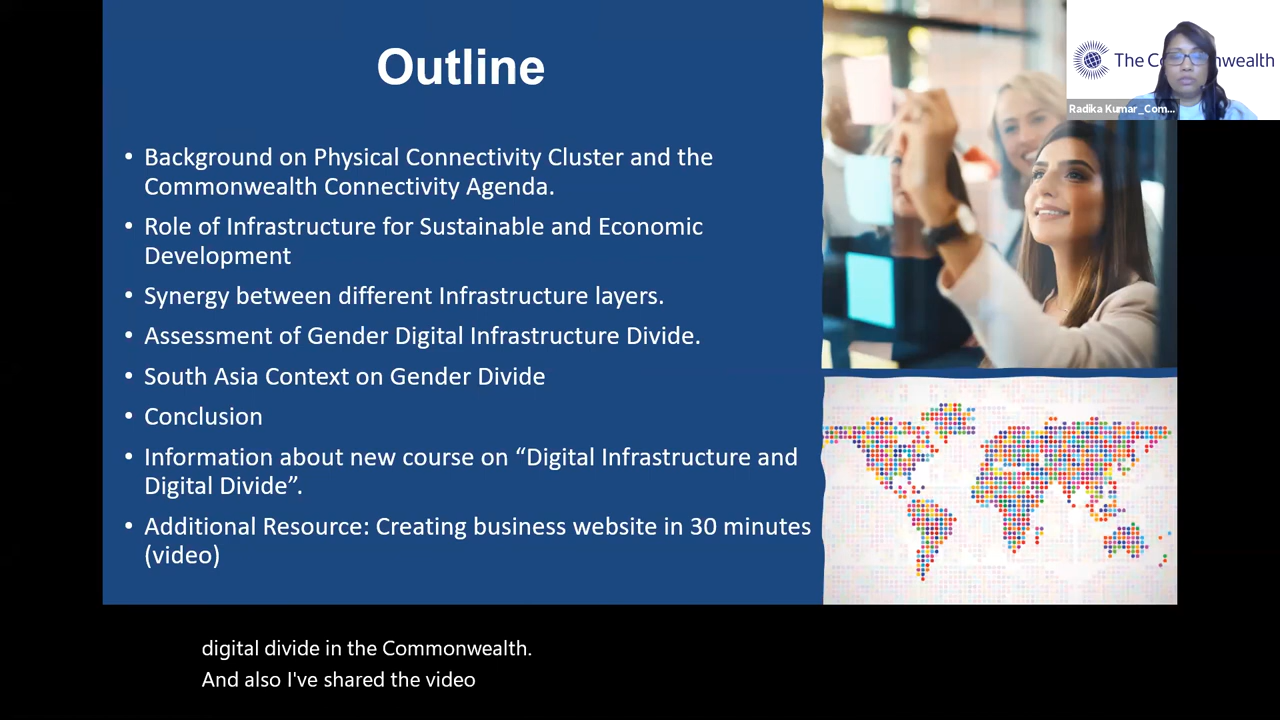 Outline
• Background on Physical Connectivity Cluster and the
Commonwealth Connectivity Agenda.
• Role of Infrastructure for Sustainable and Economic
Development
• Synergy between different Infrastructure layers.
• Assessment of Gender Digital Infrastructure Divide.
• South Asia Context on Gender Divide
• Conclusion
• Information about new course on “Digital Infrastructure and
Digital Divide”.
• Additional Resource: Creating business website in 30 minutes
(video)
The C nwealth
Radika Kumar_Com...
digital divide in the Commonwealth.
And also I've shared the video